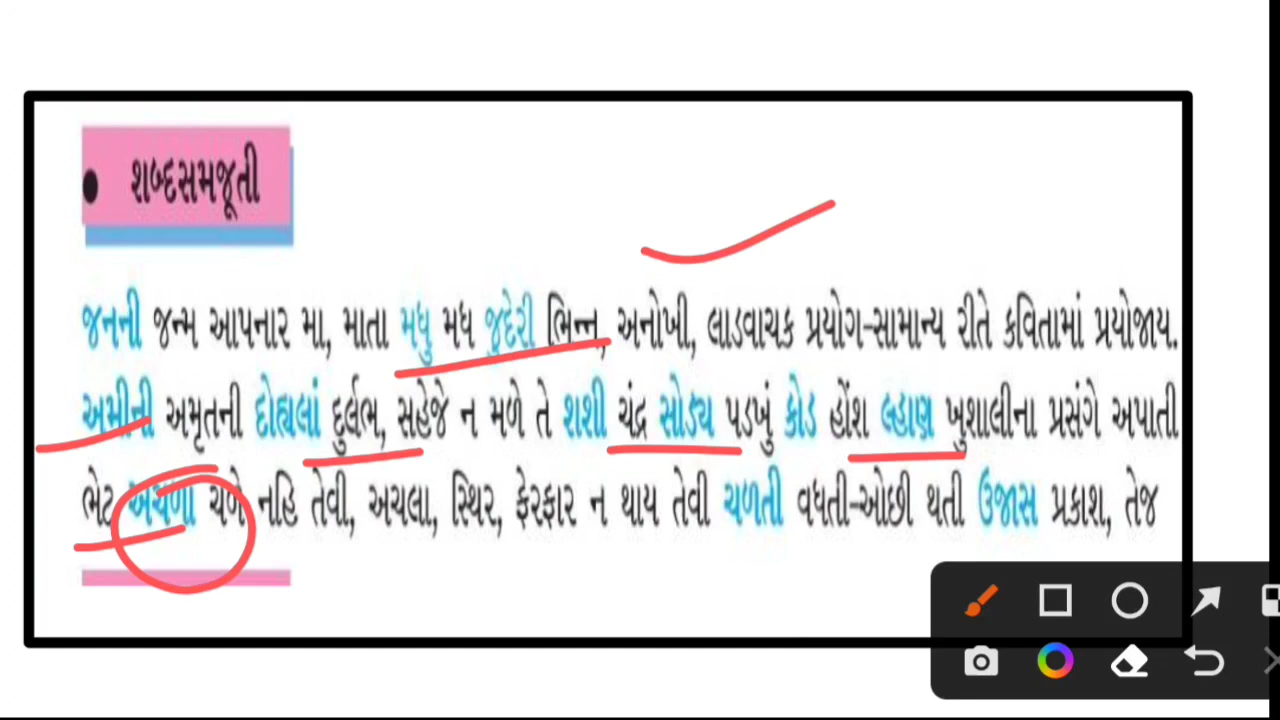 • શબ્દસમજૂતી
જનની જન્મ આપનાર મા, માતા મધુ મધ જુદેરી ભિન્ન, અનોખી, લાડવાચક પ્રયોગ-સામાન્ય રીતે કવિતામાં પ્રયોજાય.
અમીની અમૃતની દોહ્યલાં દુર્લભ, સહેજે ન મળે તે શશી ચંદ્ર સોડ્ય પડખું કોડ હોંશ લ્હાણ ખુશાલીના પ્રસંગે અપાતી
ભેટ અચળા ચળે નહિ તેવી, અચલા, સ્થિર, ફેરફાર ન થાય તેવી ચળતી વધતી-ઓછી થતી ઉજાસ પ્રકાશ, તેજ